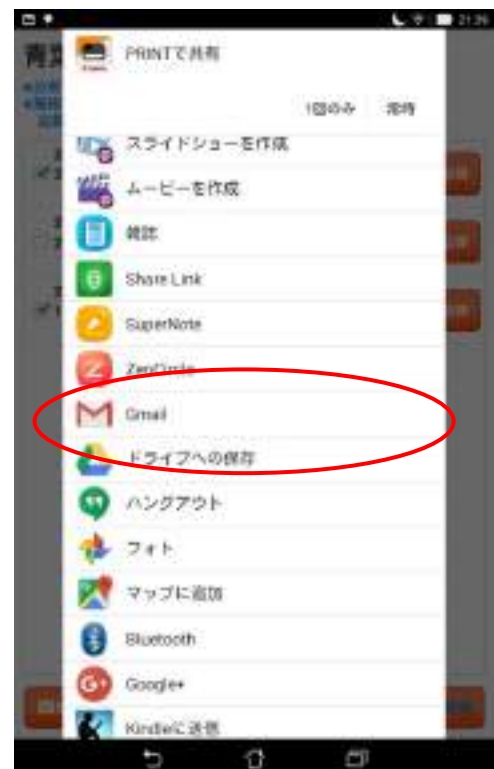 21:26
PRINTで共有
1回のみ 常時
スライドショーを作成
ムービーを作成
雑誌
Share Link
SuperNote
ZenCircle
Gmail
ドライブへの保存
ハングアウト
フォト
マップに追加
Bluetooth
Google+
Kindleに送信